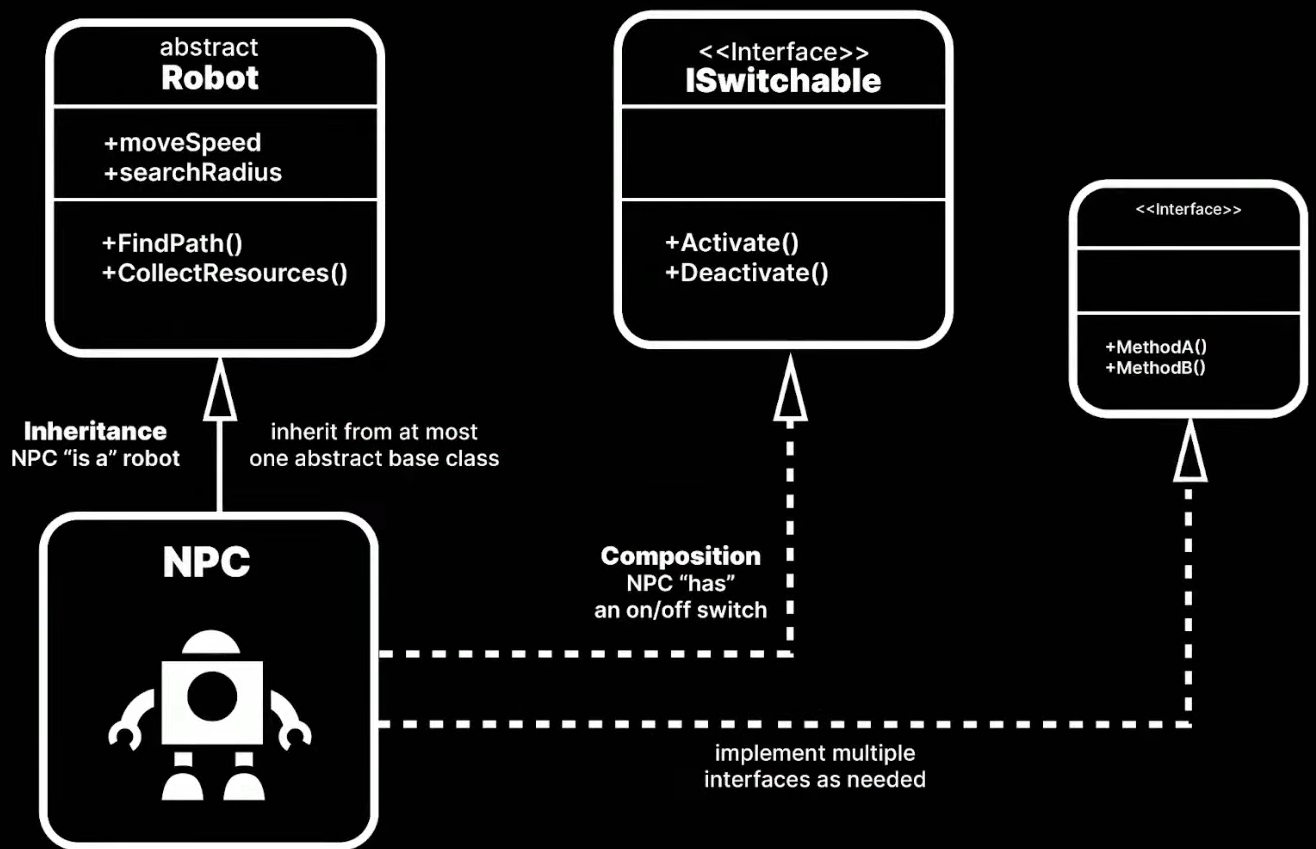 abstract
Robot
+moveSpeed
+searchRadius
+FindPath()
+CollectResources()
<<Interface>>
ISwitchable
+Activate()
+Deactivate()
<<Interface>>
+MethodA()
+MethodB()
Inheritance
NPC “is a” robot
inherit from at most
one abstract base class
NPC
Composition
NPC “has”
an on/off switch
implement multiple
interfaces as needed